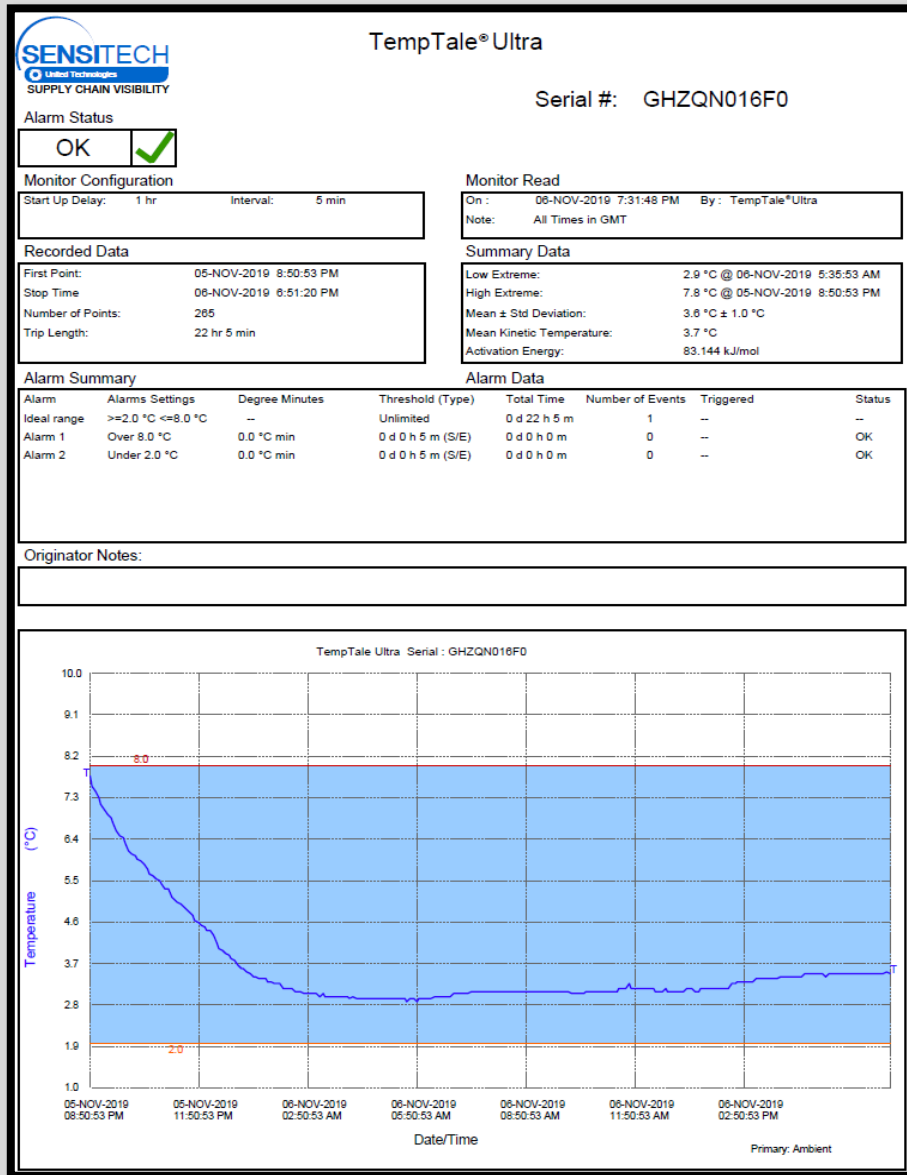 SENSITECH
United Technologies
SUPPLY CHAIN VISIBILITY
TempTale® Ultra
Serial #: GHZQN016F0
Alarm Status
OK
Monitor Configuration
Start Up Delay: 1 hr Interval: 5 min
Monitor Read
On : 06-NOV-2019 7:31:48 PM By : TempTale®Ultra
Note: All Times in GMT
Recorded Data
First Point: 05-NOV-2019 8:50:53 PM
Stop Time 06-NOV-2019 6:51:20 PM
Number of Points: 265
Trip Length: 22 hr 5 min
Summary Data
Low Extreme: 2.9 °C @ 06-NOV-2019 5:35:53 AM
High Extreme: 7.8 °C @ 05-NOV-2019 8:50:53 PM
Mean ± Std Deviation: 3.6 °C ± 1.0 °C
Mean Kinetic Temperature: 3.7 °C
Activation Energy: 83.144 kJ/mol
Alarm Summary Alarm Data
Alarm Alarms Settings Degree Minutes Threshold (Type) Total Time Number of Events Triggered Status
Ideal range >=2.0 °C <=8.0 °C -- Unlimited 0 d 22 h 5 m 1 -- --
Alarm 1 Over 8.0 °C 0.0 °C min 0 d 0 h 5 m (S/E) 0 d 0 h 0 m 0 -- OK
Alarm 2 Under 2.0 °C 0.0 °C min 0 d 0 h 5 m (S/E) 0 d 0 h 0 m 0 -- OK
Originator Notes:
TempTale Ultra Serial : GHZQN016F0
10.0
9.1
8.2
8.0
T
7.3
6.4
5.5
4.6
3.7
T
2.8
1.9
2.0
1.0
Temperature (°C)
05-NOV-2019 05-NOV-2019 06-NOV-2019 06-NOV-2019 06-NOV-2019 06-NOV-2019 06-NOV-2019
08:50:53 PM 11:50:53 PM 02:50:53 AM 05:50:53 AM 08:50:53 AM 11:50:53 AM 02:50:53 PM
Date/Time
Primary: Ambient